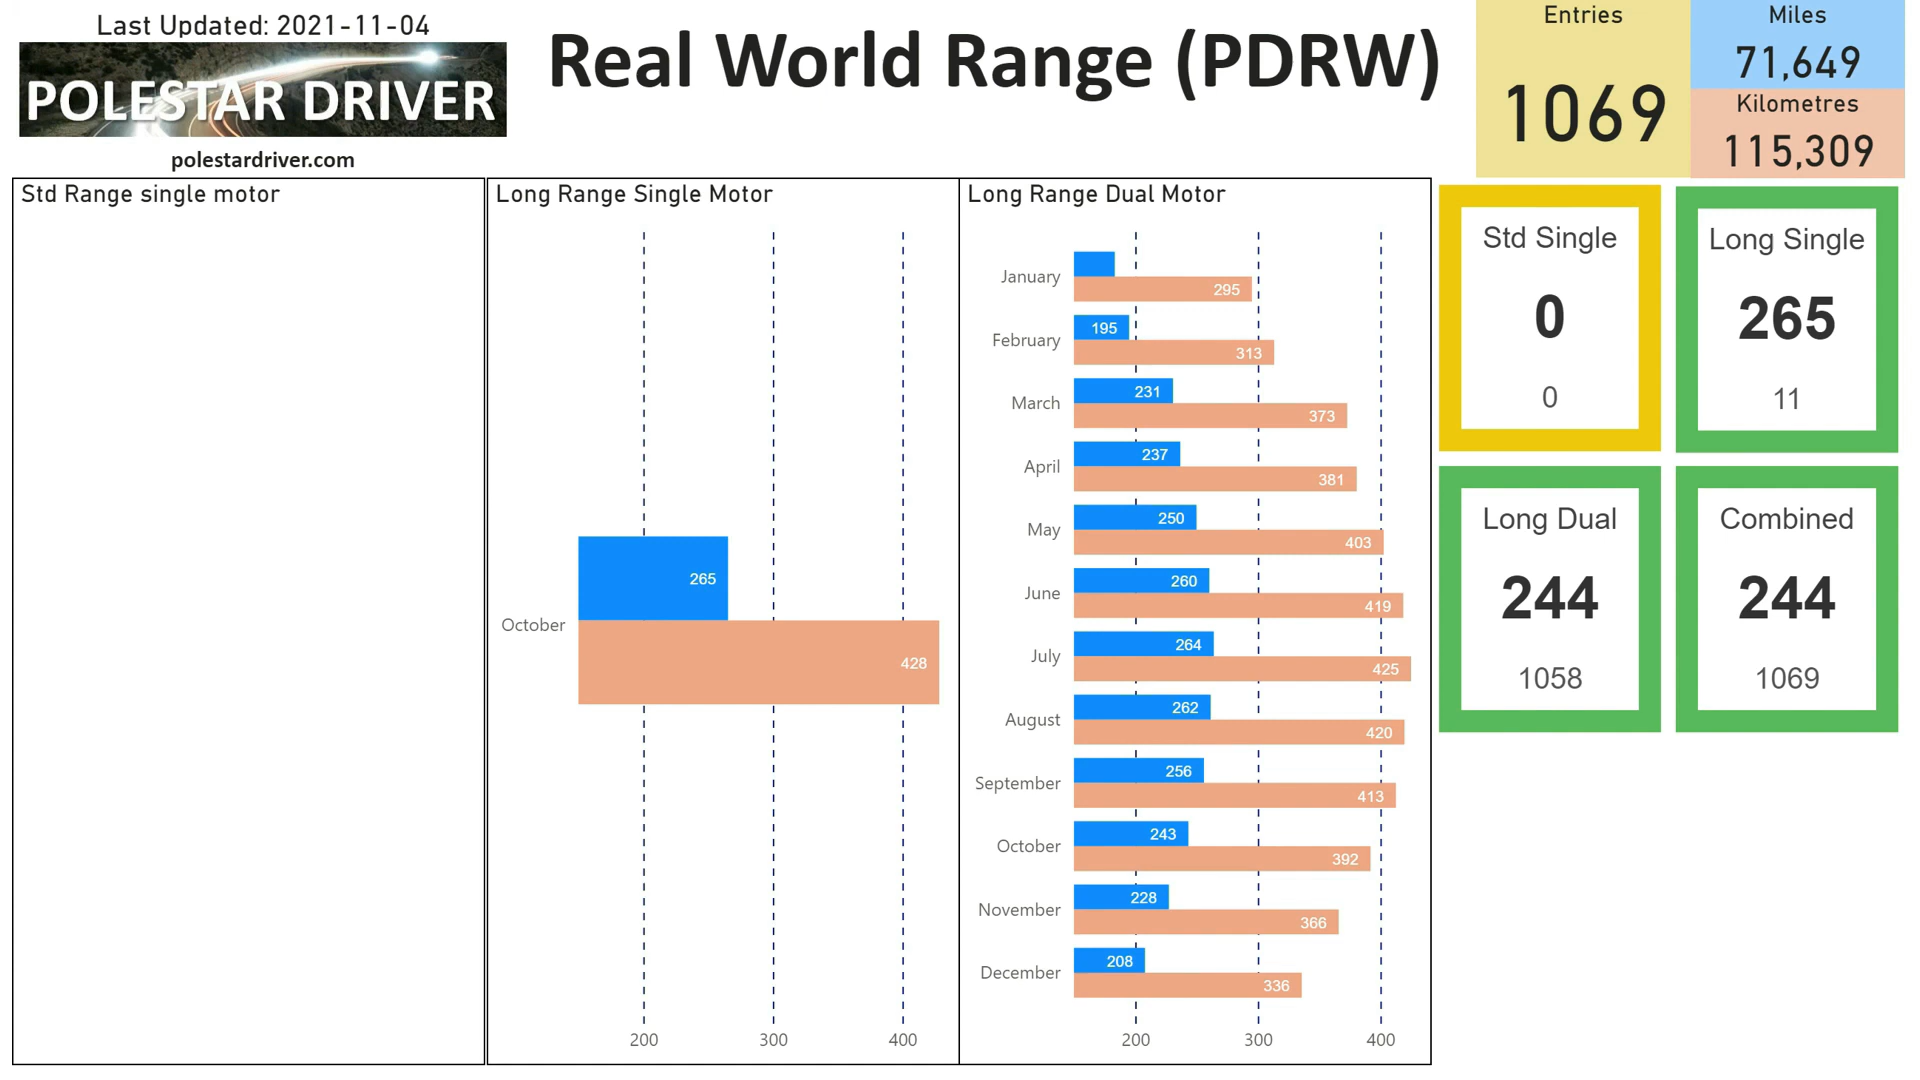 Last Updated: 2021-11-04
POLESTAR DRIVER
polestardriver.com
Real World Range (PDRW)
Entries
1069
Miles
71,649
Kilometres
115,309
Std Range single motor
Long Range Single Motor
October
265
428
200 300 400
Long Range Dual Motor
January
295
February
195
313
March
231
373
April
237
381
May
250
403
June
260
419
July
264
425
August
262
420
September
256
413
October
243
392
November
228
366
December
208
336
200 300 400
Std Single
0
0
Long Single
265
11
Long Dual
244
1058
Combined
244
1069